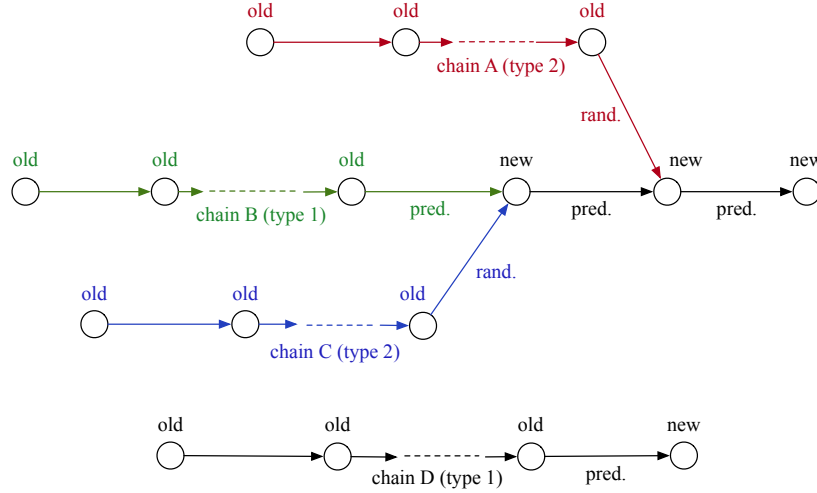 old old old
chain A (type 2)
rand.
old old old new new new
chain B (type 1) pred. pred. pred.
rand.
old old old
chain C (type 2)
old old old new
chain D (type 1) pred.